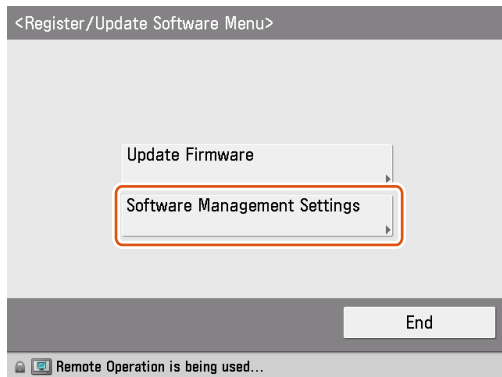 <Register/Update Software Menu>
Update Firmware
Software Management Settings
End
Remote Operation is being used...